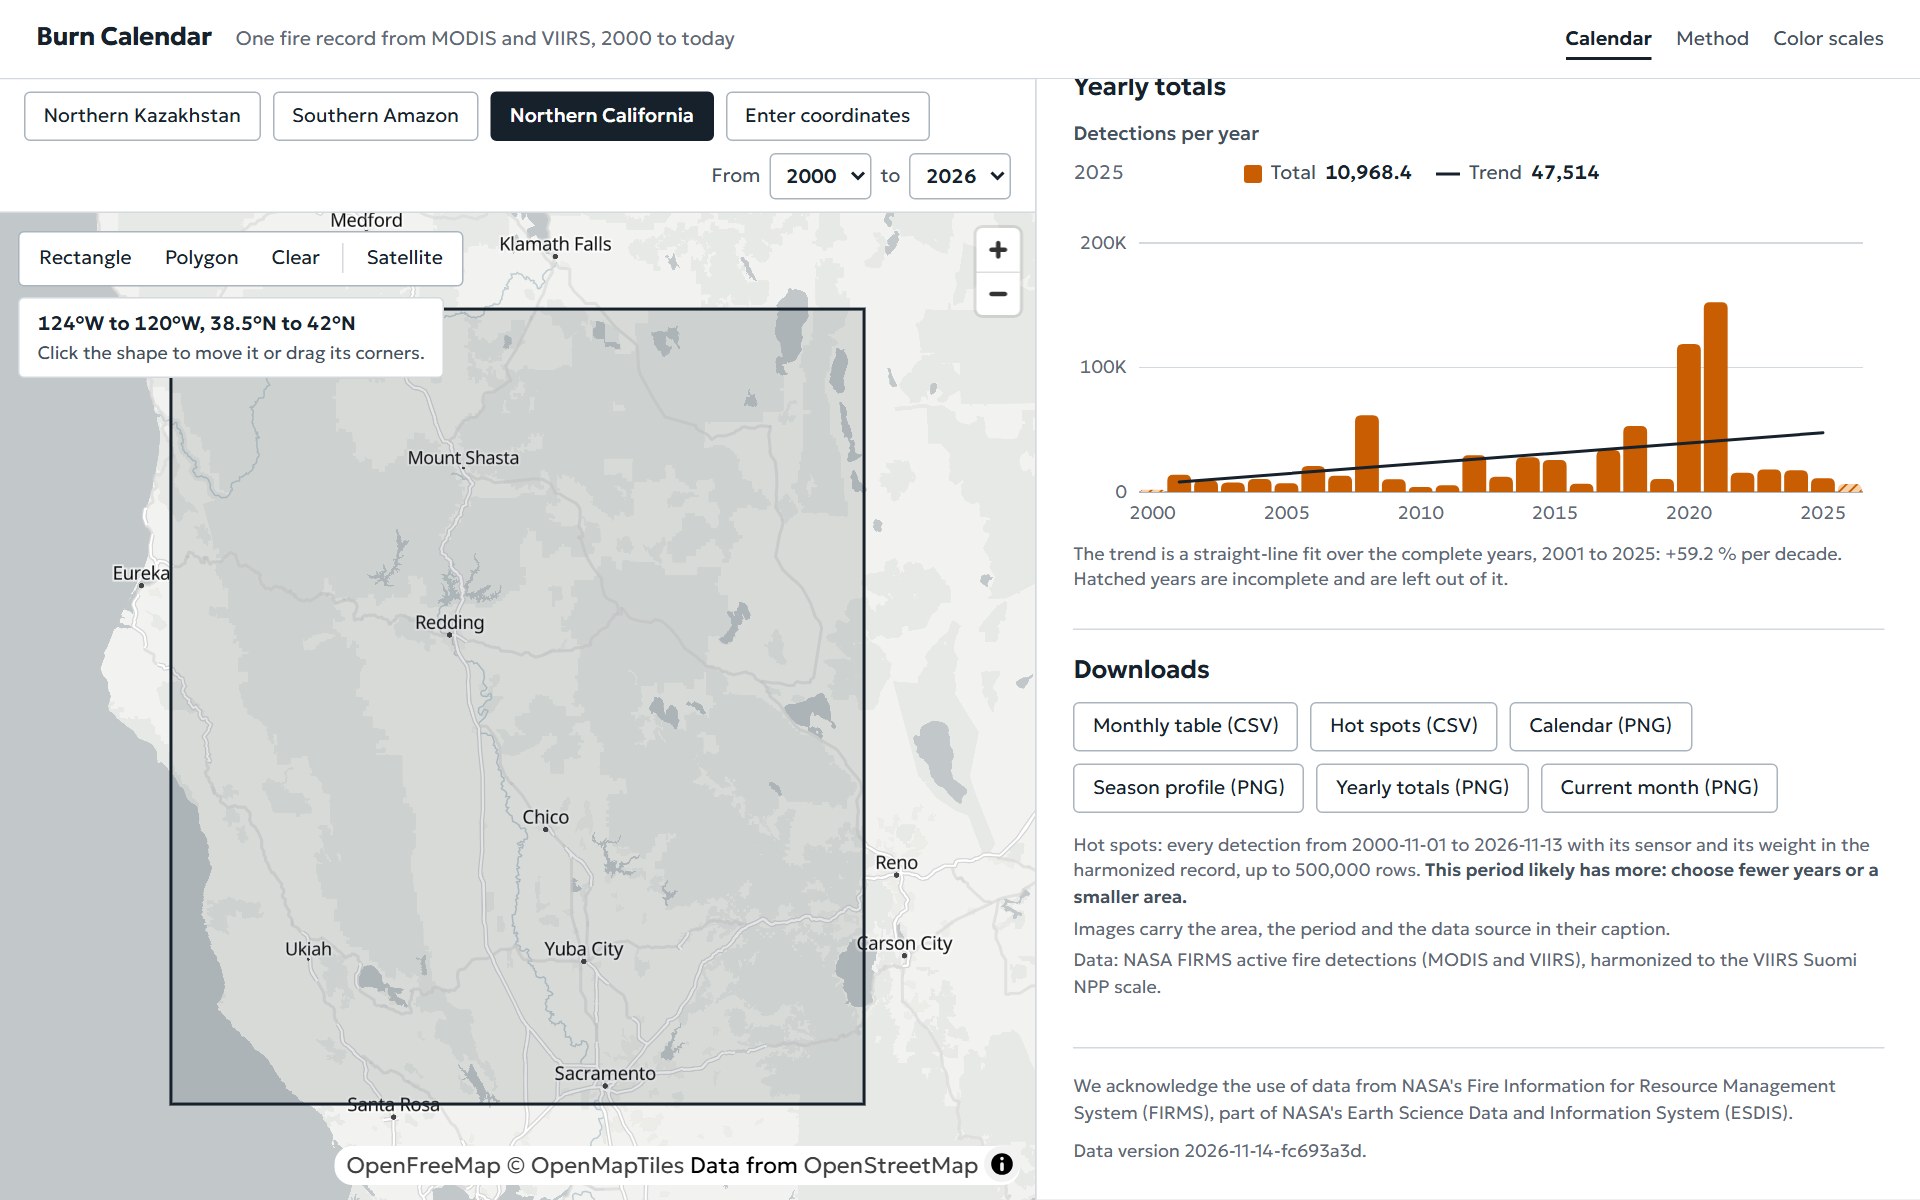 Burn Calendar
One fire record from MODIS and VIIRS, 2000 to today
Calendar
Method
Color scales
Northern Kazakhstan
Southern Amazon
Northern California
Enter coordinates
From 2000 to 2026
Rectangle
Polygon
Clear
Satellite
124°W to 120°W, 38.5°N to 42°N
Click the shape to move it or drag its corners.
+
−
Medford
Klamath Falls
Mount Shasta
Eureka
Redding
Chico
Reno
Ukiah
Yuba City
Carson City
Sacramento
Santa Rosa
OpenFreeMap © OpenMapTiles Data from OpenStreetMap
Yearly totals
Detections per year
2025
Total 10,968.4
Trend 47,514
200K
100K
0
2000
2005
2010
2015
2020
2025
The trend is a straight-line fit over the complete years, 2001 to 2025: +59.2 % per decade.
Hatched years are incomplete and are left out of it.
Downloads
Monthly table (CSV)
Hot spots (CSV)
Calendar (PNG)
Season profile (PNG)
Yearly totals (PNG)
Current month (PNG)
Hot spots: every detection from 2000-11-01 to 2026-11-13 with its sensor and its weight in the
harmonized record, up to 500,000 rows. This period likely has more: choose fewer years or a
smaller area.
Images carry the area, the period and the data source in their caption.
Data: NASA FIRMS active fire detections (MODIS and VIIRS), harmonized to the VIIRS Suomi
NPP scale.
We acknowledge the use of data from NASA's Fire Information for Resource Management
System (FIRMS), part of NASA's Earth Science Data and Information System (ESDIS).
Data version 2026-11-14-fc693a3d.